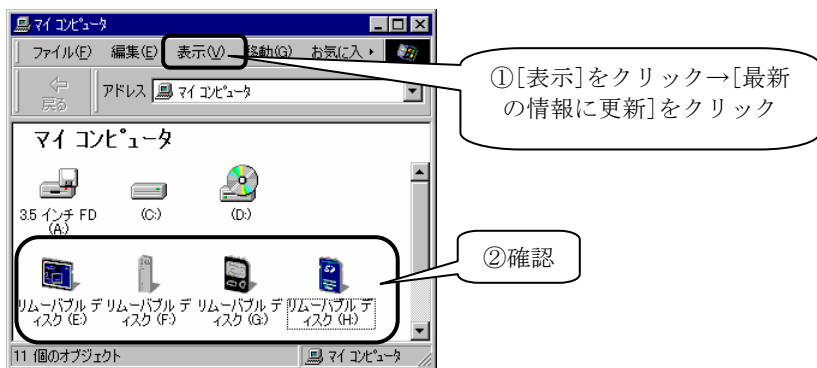 マイ コンピュータ
ファイル(F) 編集(E) 表示(V) 移動(G) お気に入
戻る
アドレス マイ コンピュータ
①[表示]をクリック→[最新
の情報に更新]をクリック
マイ コンピュータ
3.5 インチ FD
(A:)
(C:)
(D:)
②確認
リムーバブル デ
ィスク (E:)
リムーバブル デ
ィスク (F:)
リムーバブル デ
ィスク (G:)
リムーバブル デ
ィスク (H:)
11 個のオブジェクト
マイ コンピュータ